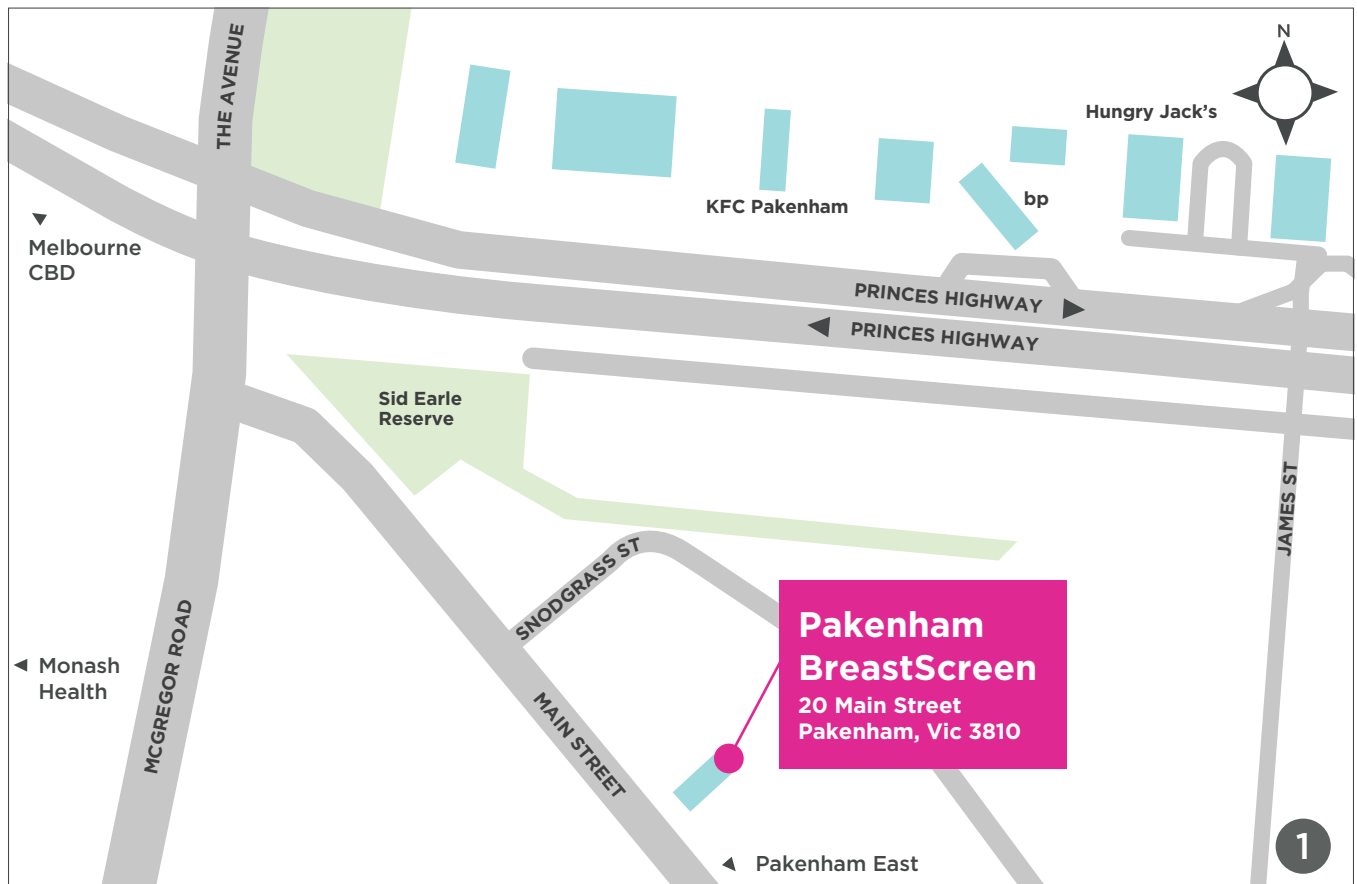 N
THE AVENUE
Hungry Jack's
KFC Pakenham
bp
Melbourne
CBD
PRINCES HIGHWAY
PRINCES HIGHWAY
Sid Earle
Reserve
JAMES ST
SNODGRASS ST
MCGREGOR ROAD
Monash
Health
MAIN STREET
Pakenham
BreastScreen
20 Main Street
Pakenham, Vic 3810
Pakenham East
1